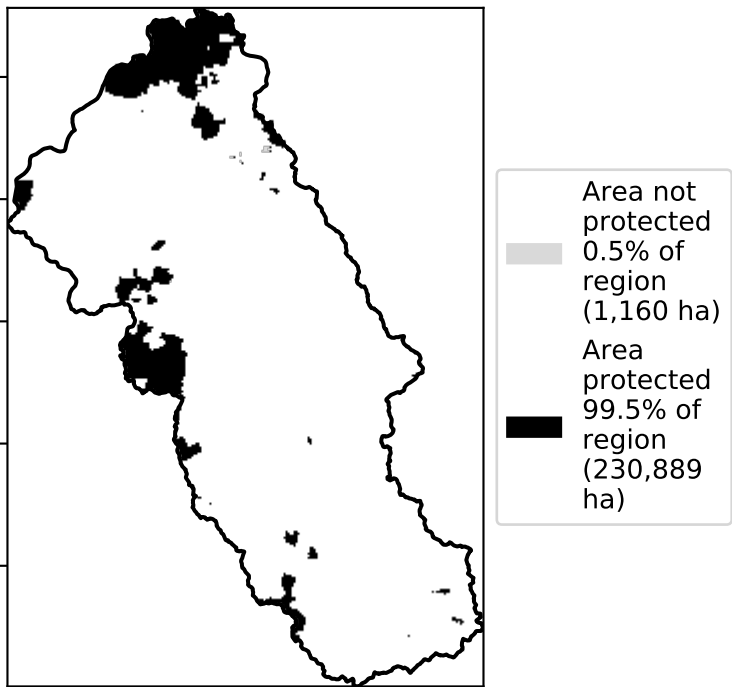 Area not
protected
0.5% of
region
(1,160 ha)
Area
protected
99.5% of
region
(230,889
ha)